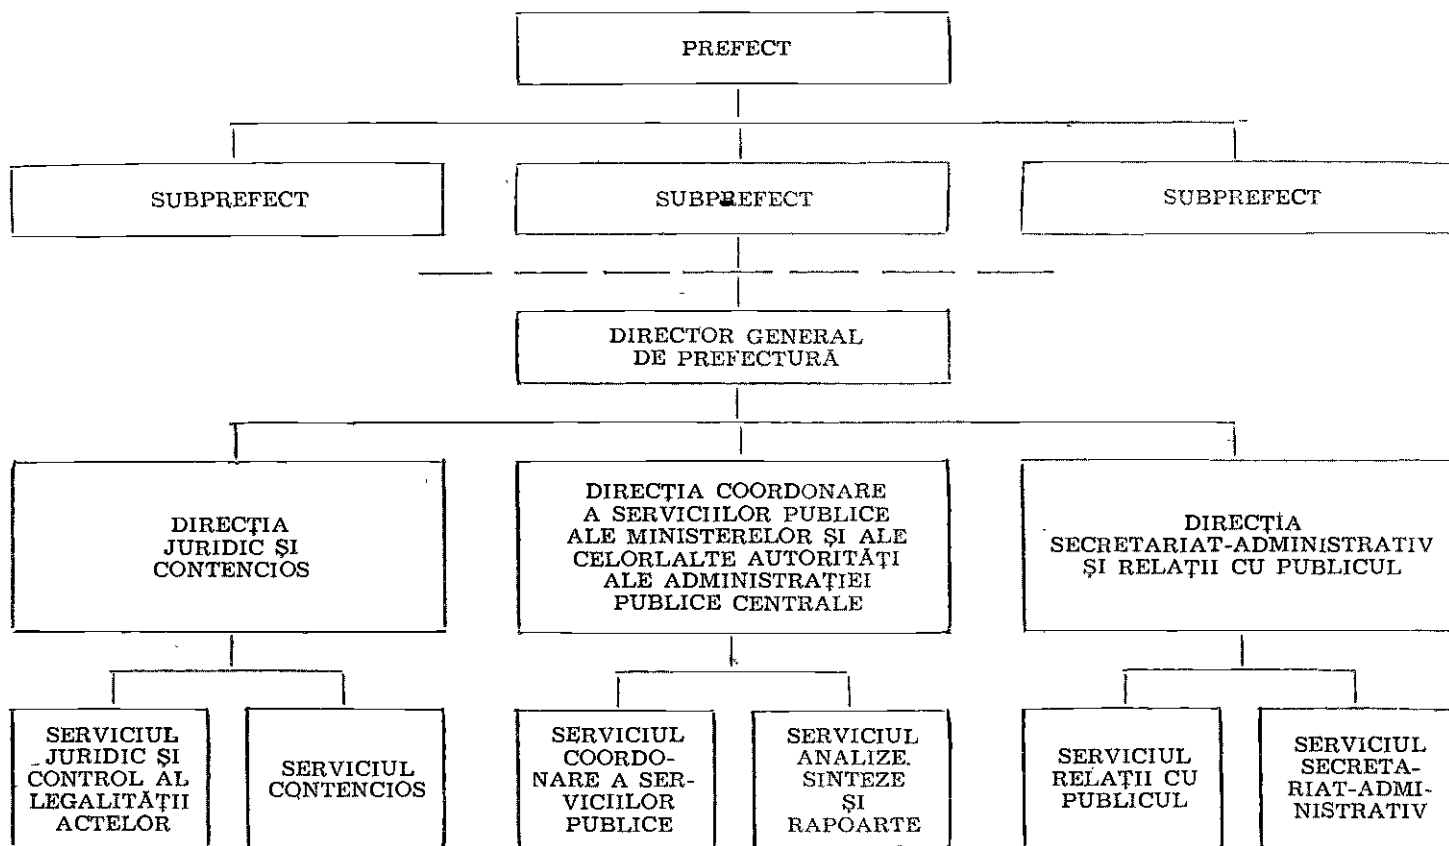 PREFECT
SUBPREFECT
SUBPREFECT
SUBPREFECT
DIRECTOR GENERAL
DE PREFECTURĂ
DIRECȚIA
JURIDIC ȘI
CONTENCIOS
DIRECȚIA COORDONARE
A SERVICIILOR PUBLICE
ALE MINISTERELOR ȘI ALE
CELORLALTE AUTORITĂȚI
ALE ADMINISTRAȚIEI
PUBLICE CENTRALE
DIRECȚIA
SECRETARIAT-ADMINISTRATIV
ȘI RELAȚII CU PUBLICUL
SERVICIUL
JURIDIC ȘI
CONTROL AL
LEGALITĂȚII
ACTELOR
SERVICIUL
CONTENCIOS
SERVICIUL
COORDO-
NARE A SER-
VICIILOR
PUBLICE
SERVICIUL
ANALIZE,
SINTEZE
ȘI
RAPOARTE
SERVICIUL
RELAȚII CU
PUBLICUL
SERVICIUL
SECRETA-
RIAT-ADMI-
NISTRATIV